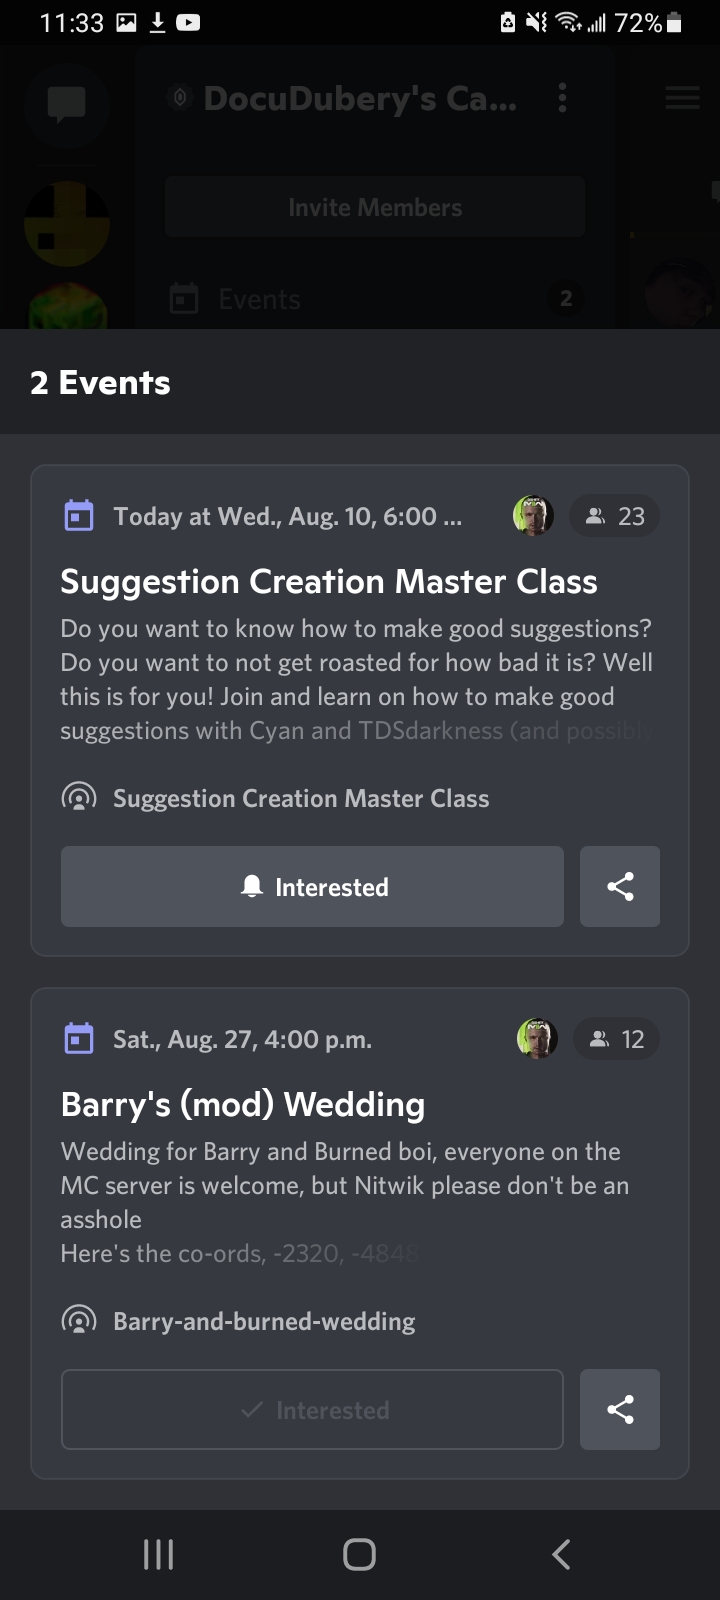 11:33
72%
DocuDubery's Ca...
Invite Members
Events
2
2 Events
Today at Wed., Aug. 10, 6:00 ...
23
Suggestion Creation Master Class
Do you want to know how to make good suggestions?
Do you want to not get roasted for how bad it is? Well
this is for you! Join and learn on how to make good
suggestions with Cyan and TDSdarkness (and possibly
Suggestion Creation Master Class
Interested
Sat., Aug. 27, 4:00 p.m.
12
Barry's (mod) Wedding
Wedding for Barry and Burned boi, everyone on the
MC server is welcome, but Nitwik please don't be an
asshole
Here's the co-ords, -2320, -4848
Barry-and-burned-wedding
Interested